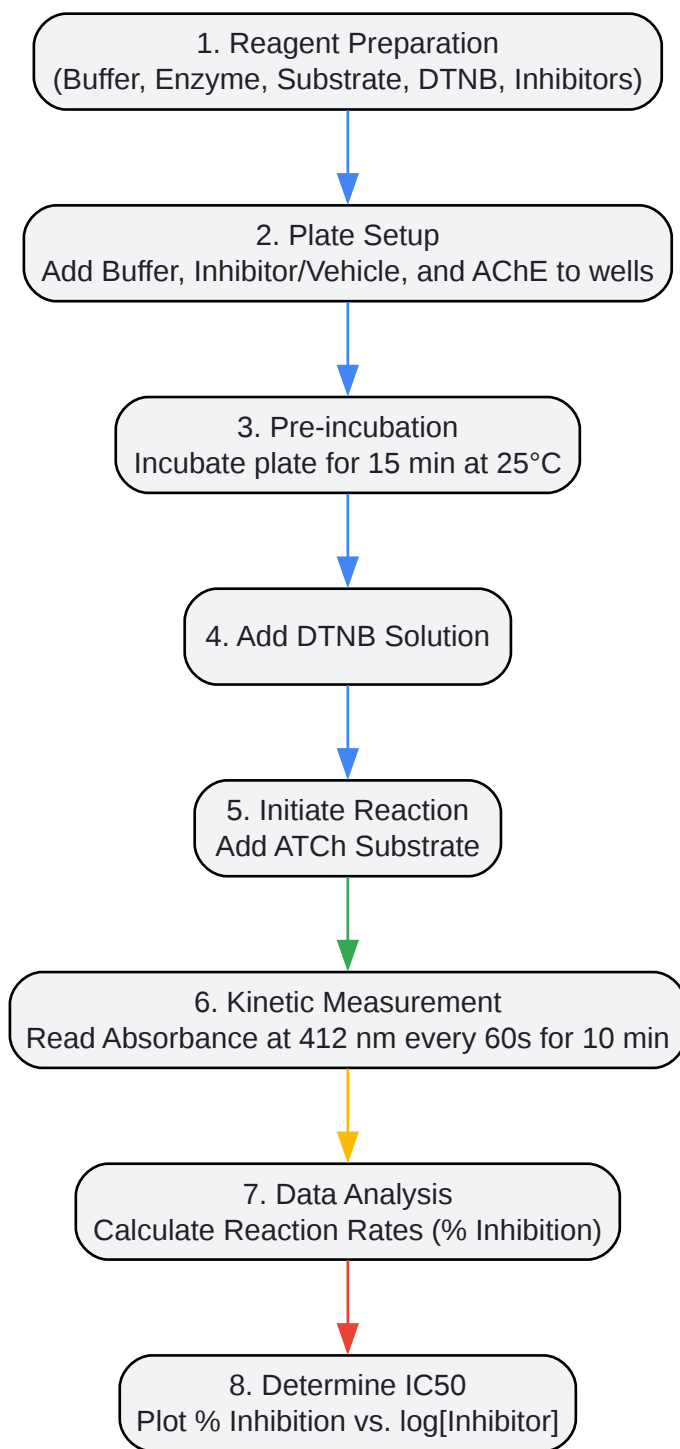 1. Reagent Preparation
(Buffer, Enzyme, Substrate, DTNB, Inhibitors)
2. Plate Setup
Add Buffer, Inhibitor/Vehicle, and AChE to wells
3. Pre-incubation
Incubate plate for 15 min at 25°C
4. Add DTNB Solution
5. Initiate Reaction
Add ATCh Substrate
6. Kinetic Measurement
Read Absorbance at 412 nm every 60s for 10 min
7. Data Analysis
Calculate Reaction Rates (% Inhibition)
8. Determine IC50
Plot % Inhibition vs. log[Inhibitor]